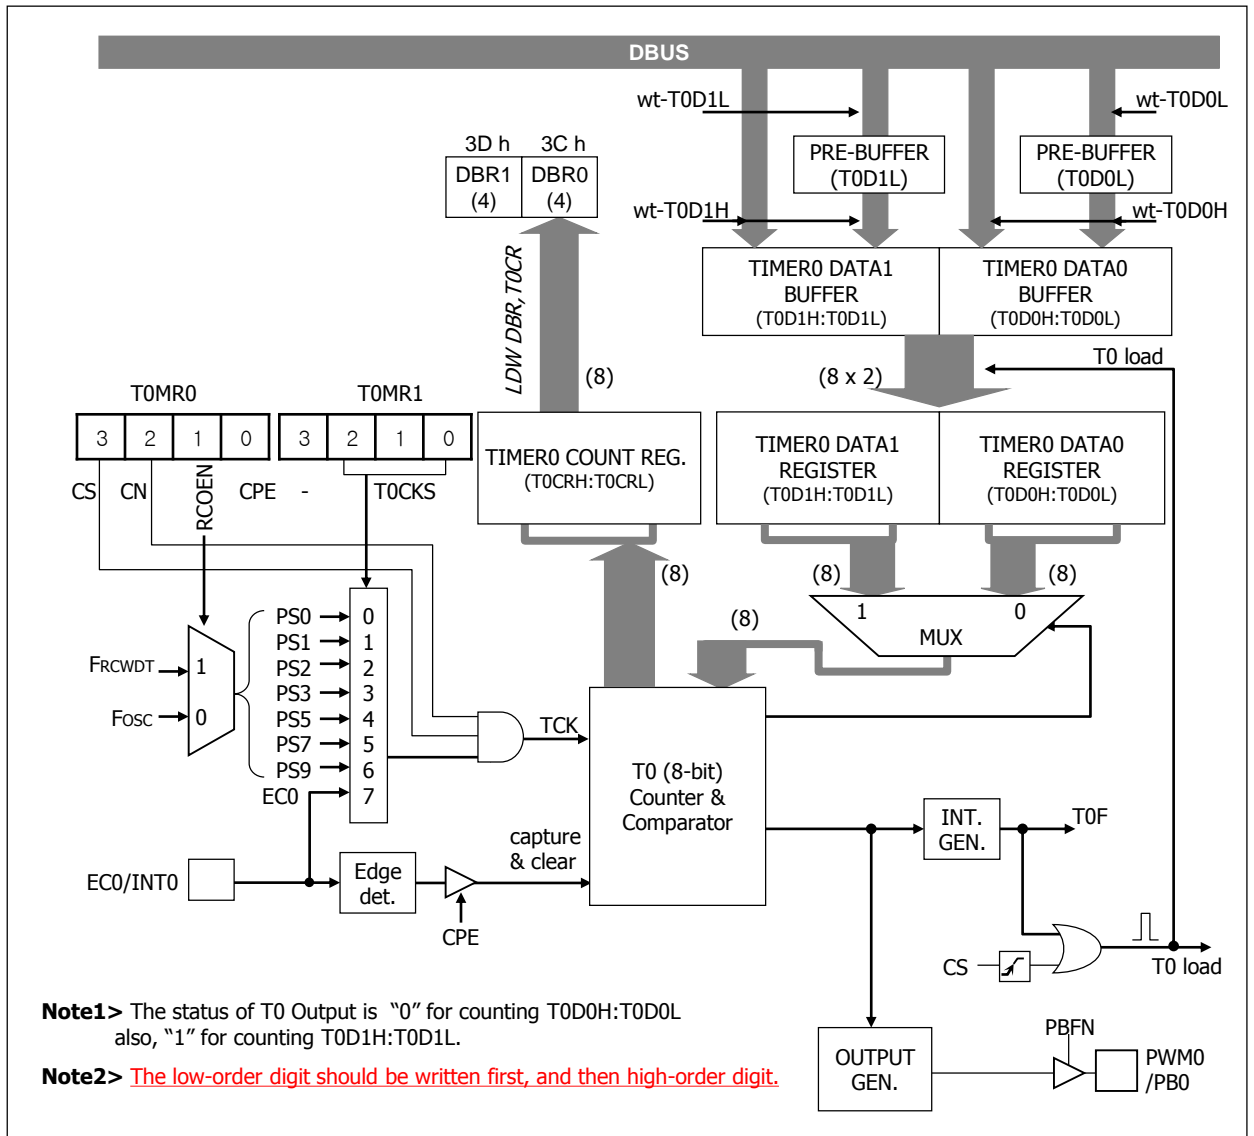 DBUS
wt-T0D1L
wt-T0D0L
3D h
3C h
DBR1
(4)
DBR0
(4)
PRE-BUFFER
(T0D1L)
PRE-BUFFER
(T0D0L)
wt-T0D1H
wt-T0D0H
LDW DBR,T0CR
(8)
TIMER0 DATA1
BUFFER
(T0D1H:T0D1L)
TIMER0 DATA0
BUFFER
(T0D0H:T0D0L)
(8 x 2)
T0 load
T0MR0
T0MR1
3 2 1 0
3 2 1 0
CS
CN
RCOEN
CPE
-
T0CKS
TIMER0 COUNT REG.
(T0CRH:T0CRL)
TIMER0 DATA1
REGISTER
(T0D1H:T0D1L)
TIMER0 DATA0
REGISTER
(T0D0H:T0D0L)
(8)
(8)
(8)
(8)
1
0
MUX
FRCWDT
1
FOSC
0
PS0
0
PS1
1
PS2
2
PS3
3
PS5
4
PS7
5
PS9
6
EC0
7
TCK
T0 (8-bit)
Counter &
Comparator
capture
& clear
EC0/INT0
Edge
det.
CPE
INT.
GEN.
T0F
CS
T0 load
OUTPUT
GEN.
PBFN
PWM0
/PB0
Note1> The status of T0 Output is “0” for counting T0D0H:T0D0L
also, “1” for counting T0D1H:T0D1L.
Note2> The low-order digit should be written first, and then high-order digit.